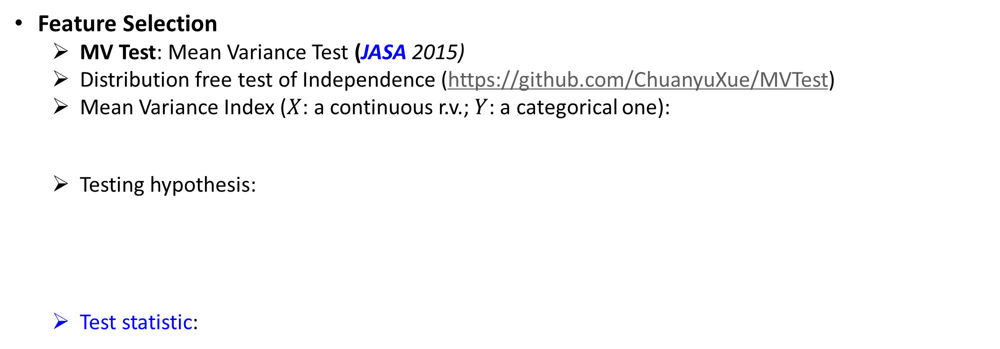 • Feature Selection
➢ MV Test: Mean Variance Test (JASA 2015)
➢ Distribution free test of Independence (https://github.com/ChuanyuXue/MVTest)
➢ Mean Variance Index (X: a continuous r.v.; Y: a categorical one):
➢ Testing hypothesis:
➢ Test statistic: